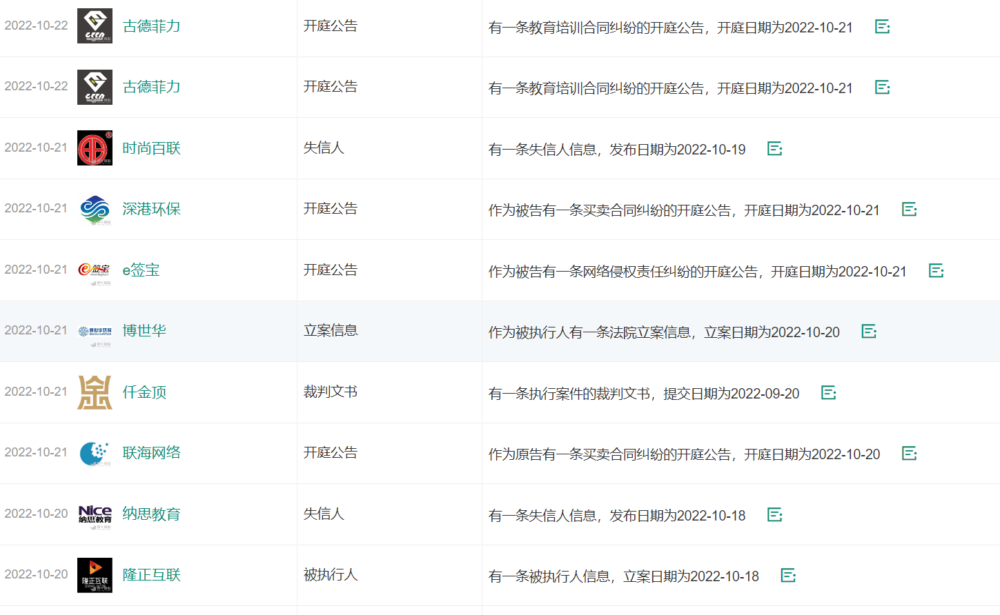 2022-10-22 古德菲力 开庭公告 有一条教育培训合同纠纷的开庭公告，开庭日期为2022-10-21
2022-10-22 古德菲力 开庭公告 有一条教育培训合同纠纷的开庭公告，开庭日期为2022-10-21
2022-10-21 时尚百联 失信人 有一条失信人信息，发布日期为2022-10-19
2022-10-21 深港环保 开庭公告 作为被告有一条买卖合同纠纷的开庭公告，开庭日期为2022-10-21
2022-10-21 e签宝 e签宝 开庭公告 作为被告有一条网络侵权责任纠纷的开庭公告，开庭日期为2022-10-21
2022-10-21 博世华环保 博世华 立案信息 作为被执行人有一条法院立案信息，立案日期为2022-10-20
2022-10-21 仟金顶 裁判文书 有一条执行案件的裁判文书，提交日期为2022-09-20
2022-10-21 联海网络 开庭公告 作为原告有一条买卖合同纠纷的开庭公告，开庭日期为2022-10-20
2022-10-20 Nice 纳思教育 纳思教育 失信人 有一条失信人信息，发布日期为2022-10-18
2022-10-20 隆正互联 隆正互联 被执行人 有一条被执行人信息，立案日期为2022-10-18